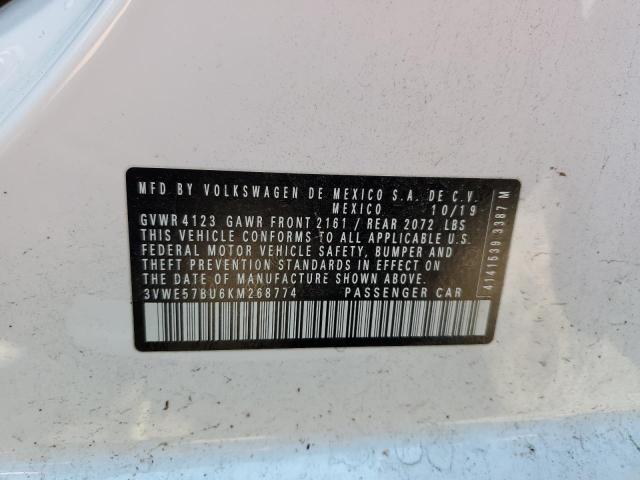 MFD BY VOLKSWAGEN DE MEXICO S.A. DE C.V.
MEXICO 10/19
GVWR 4123 GAWR FRONT 2161 / REAR 2072 LBS
THIS VEHICLE CONFORMS TO ALL APPLICABLE U.S.
FEDERAL MOTOR VEHICLE SAFETY, BUMPER AND
THEFT PREVENTION STANDARDS IN EFFECT ON
THE DATE OF MANUFACTURE SHOWN ABOVE
3VWE57BU6KM268774 PASSENGER CAR
4141539 3387 M